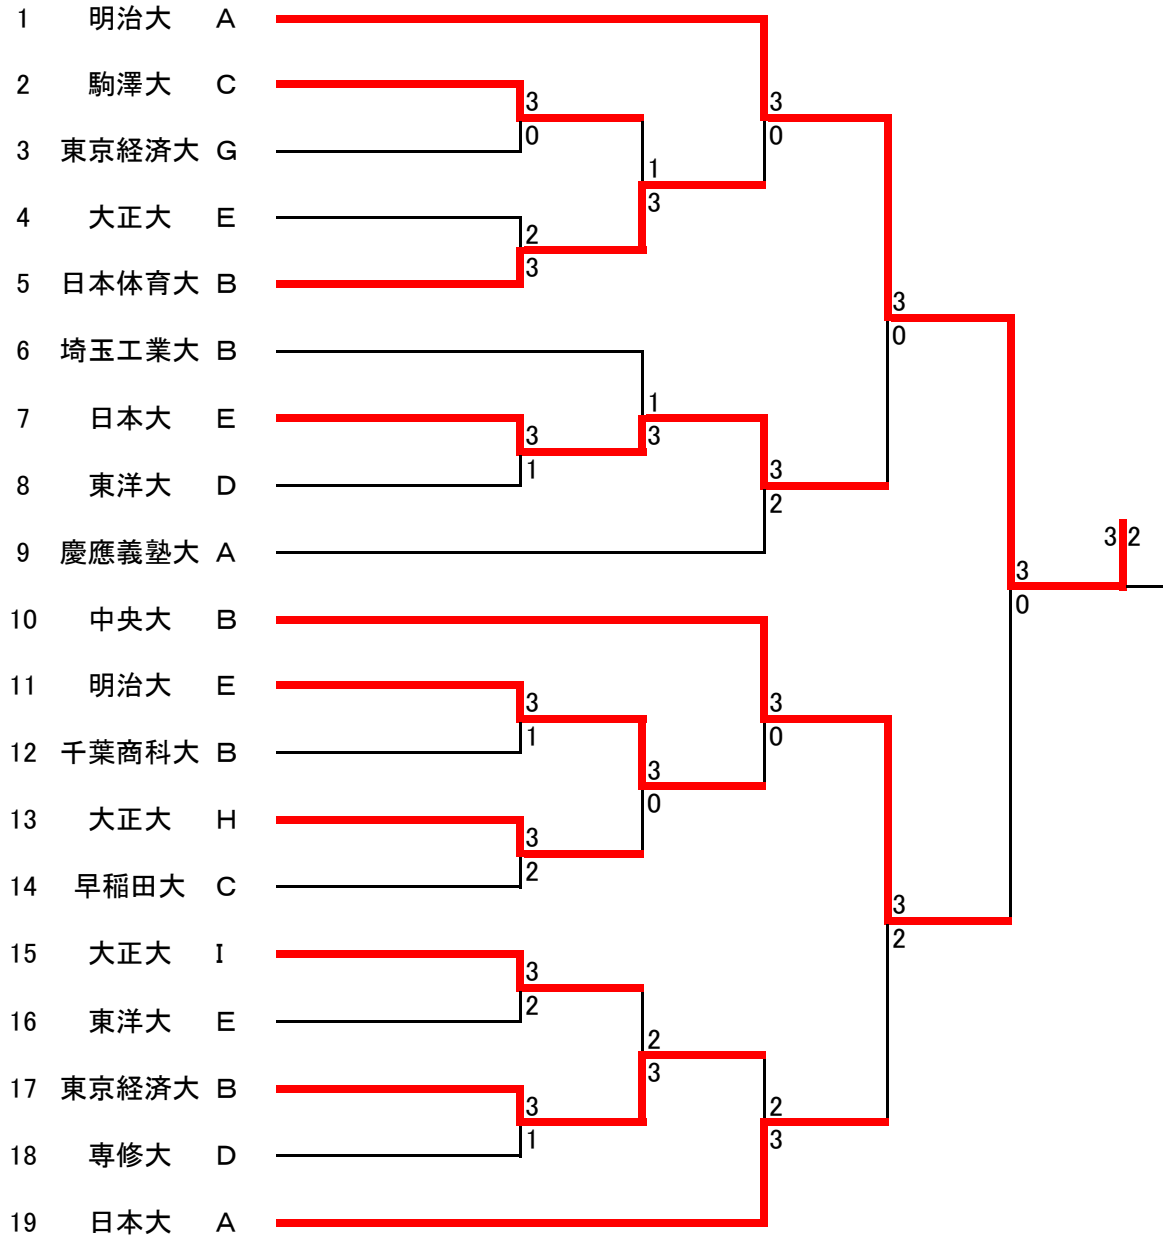 1 明治大 A
2 駒澤大 C
3
0
3
0
3 東京経済大 G
1
3
4 大正大 E
2
3
5 日本体育大 B
3
0
6 埼玉工業大 B
1
3
7 日本大 E
3
1
3
2
8 東洋大 D
3 2
9 慶應義塾大 A
3
0
10 中央大 B
11 明治大 E
3
1
3
0
12 千葉商科大 B
3
0
13 大正大 H
3
2
14 早稲田大 C
3
2
15 大正大 I
3
2
16 東洋大 E
2
3
17 東京経済大 B
3
1
2
3
18 専修大 D
19 日本大 A